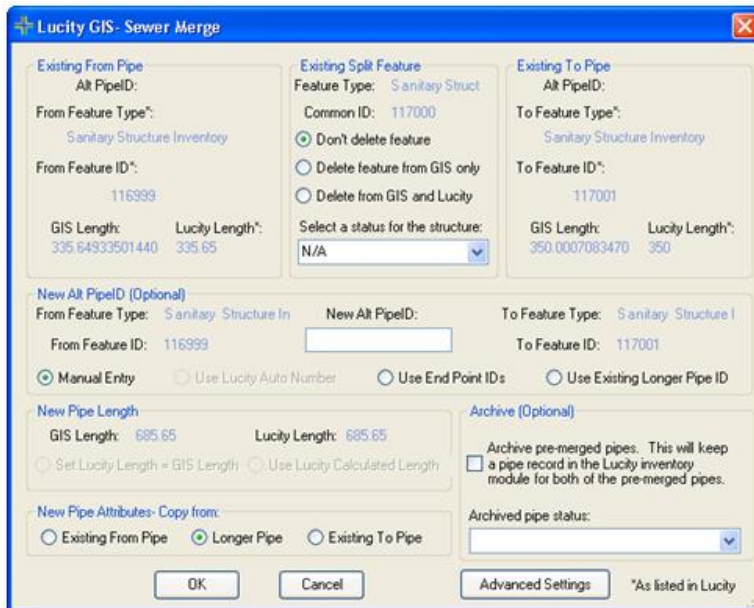 Lucity GIS- Sewer Merge
Existing From Pipe
Alt PipeID:
From Feature Type*:
Sanitary Structure Inventory
From Feature ID*:
116999
GIS Length: Lucity Length*:
335.64933501440 335.65
Existing Split Feature
Feature Type: Sanitary Struct
Common ID: 117000
Don't delete feature
Delete feature from GIS only
Delete from GIS and Lucity
Select a status for the structure:
N/A
Existing To Pipe
Alt PipeID:
To Feature Type*:
Sanitary Structure Inventory
To Feature ID*:
117001
GIS Length: Lucity Length*:
350.0007083470 350
New Alt PipeID (Optional)
From Feature Type: Sanitary Structure In New Alt PipeID: To Feature Type: Sanitary Structure I
From Feature ID: 116999 To Feature ID: 117001
Manual Entry Use Lucity Auto Number Use End Point IDs Use Existing Longer Pipe ID
New Pipe Length
GIS Length: 685.65 Lucity Length: 685.65
Set Lucity Length = GIS Length Use Lucity Calculated Length
New Pipe Attributes- Copy from:
Existing From Pipe Longer Pipe Existing To Pipe
Archive (Optional)
Archive pre-merged pipes. This will keep
a pipe record in the Lucity inventory
module for both of the pre-merged pipes.
Archived pipe status:
OK Cancel Advanced Settings *As listed in Lucity